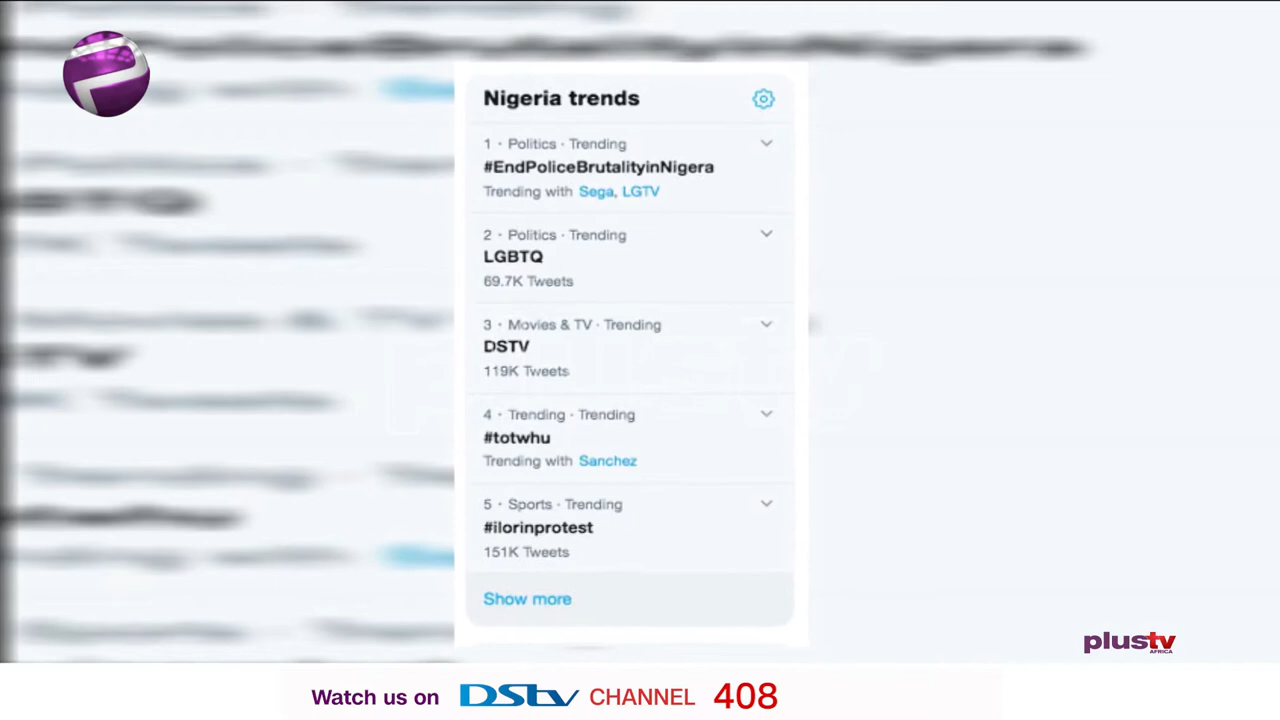 Nigeria trends
1 · Politics · Trending
#EndPoliceBrutalityinNigera
Trending with Sega, LGTV
2 · Politics · Trending
LGBTQ
69.7K Tweets
3 · Movies & TV · Trending
DSTV
119K Tweets
4 · Trending · Trending
#totwhu
Trending with Sanchez
5 · Sports · Trending
#ilorinprotest
151K Tweets
Show more
plustv
AFRICA
Watch us on DStv CHANNEL 408